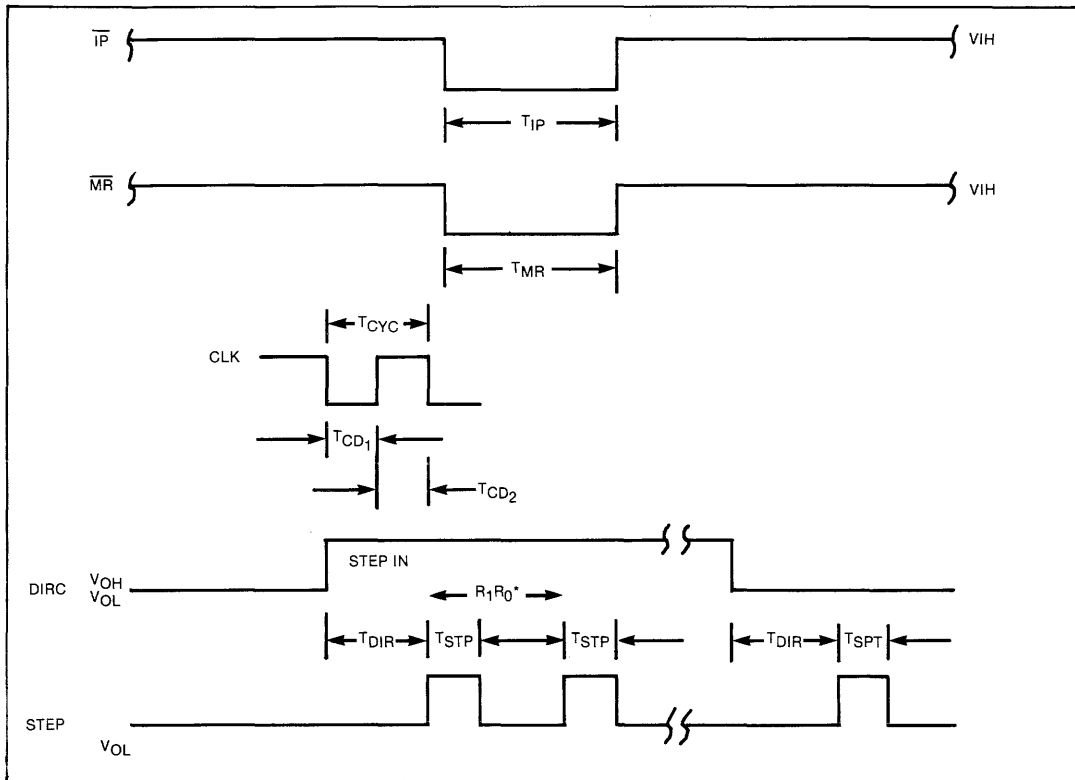 IP VIH
TIP
MR VIH
TMR
TCYC
CLK
TCD1
TCD2
STEP IN
DIRC VOH
VOL
R1R0*
TDIR TSTP TSTP TDIR TSPT
STEP
VOL